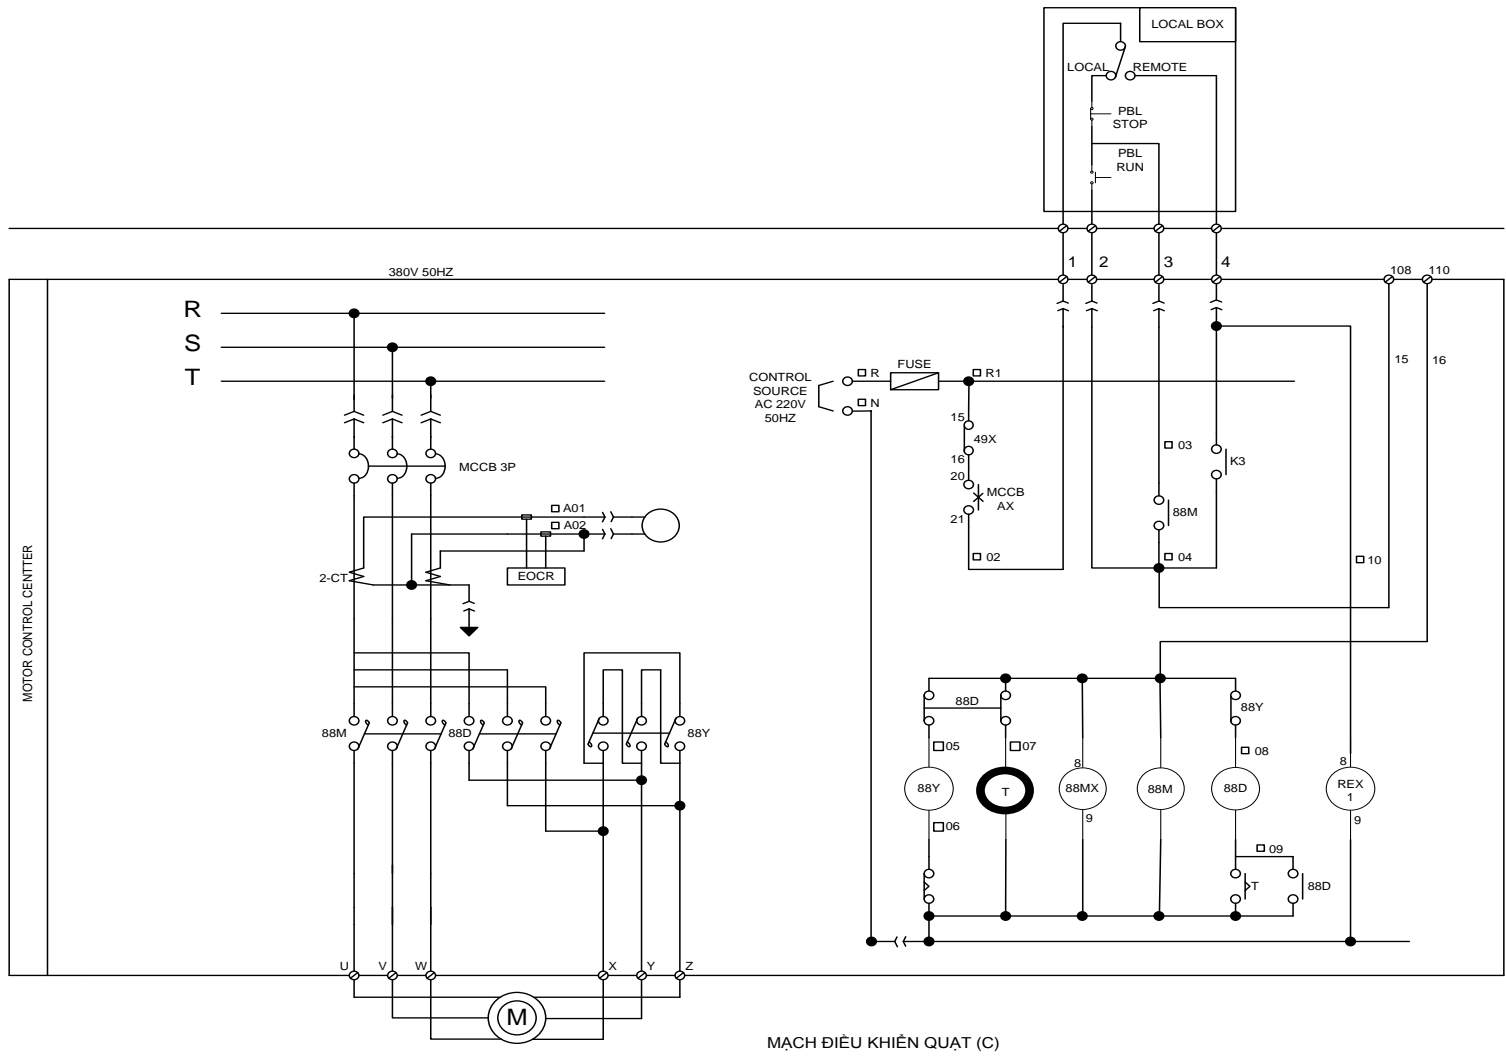 LOCAL BOX
LOCAL
REMOTE
PBL
STOP
PBL
RUN
1
2
3
4
380V 50HZ
108
110
R
S
T
15
16
CONTROL
SOURCE
AC 220V
50HZ
R
FUSE
R1
N
15
49X
16
20
MCCB
AX
21
02
03
K3
88M
04
10
MCCB 3P
A01
A02
EOCR
2-CT
MOTOR CONTROL CENTTER
88M
88D
88Y
88D
88Y
05
07
08
88Y
T
8
88MX
9
88M
88D
8
REX
1
9
06
09
T
88D
U
V
W
X
Y
Z
M
MẠCH ĐIỀU KHIỂN QUẠT (C)